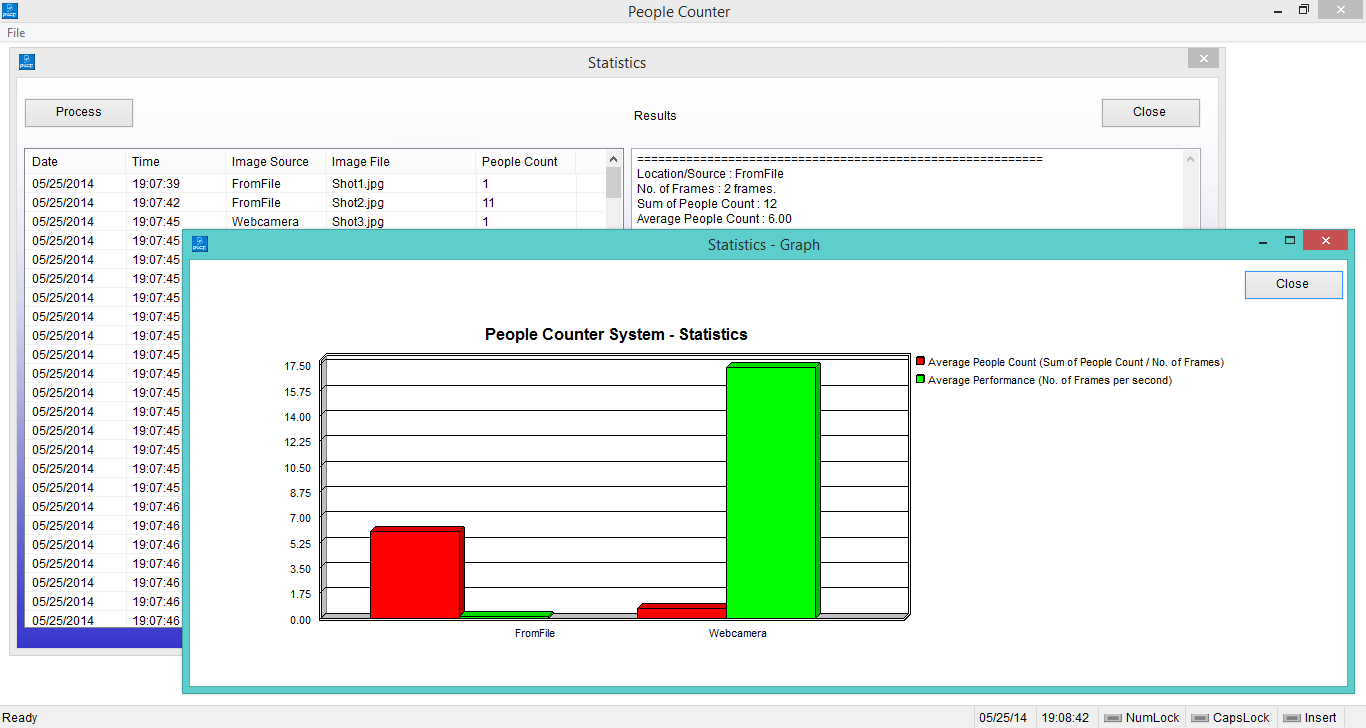 People Counter
File
Statistics
Process
Results
Close
Date Time Image Source Image File People Count
05/25/2014 19:07:39 FromFile Shot1.jpg 1
05/25/2014 19:07:42 FromFile Shot2.jpg 11
05/25/2014 19:07:45 Webcamera Shot3.jpg 1
05/25/2014 19:07:45
05/25/2014 19:07:45
05/25/2014 19:07:45
05/25/2014 19:07:45
05/25/2014 19:07:45
05/25/2014 19:07:45
05/25/2014 19:07:45
05/25/2014 19:07:45
05/25/2014 19:07:45
05/25/2014 19:07:45
05/25/2014 19:07:45
05/25/2014 19:07:45
05/25/2014 19:07:45
05/25/2014 19:07:45
05/25/2014 19:07:46
05/25/2014 19:07:46
05/25/2014 19:07:46
05/25/2014 19:07:46
05/25/2014 19:07:46
05/25/2014 19:07:46
05/25/2014 19:07:46
==========================================================
Location/Source : FromFile
No. of Frames : 2 frames.
Sum of People Count : 12
Average People Count : 6.00
Statistics - Graph
Close
People Counter System - Statistics
17.50
15.75
14.00
12.25
10.50
8.75
7.00
5.25
3.50
1.75
0.00
FromFile Webcamera
Average People Count (Sum of People Count / No. of Frames)
Average Performance (No. of Frames per second)
Ready 05/25/14 19:08:42 NumLock CapsLock Insert